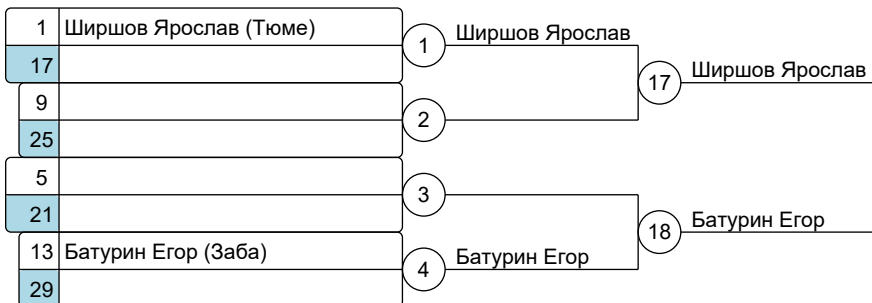 1 Ширшов Ярослав (Тюме)
17
9
25
5
21
13 Батурин Егор (Заба)
29
1 Ширшов Ярослав
2
3
4 Батурин Егор
17 Ширшов Ярослав
18 Батурин Егор